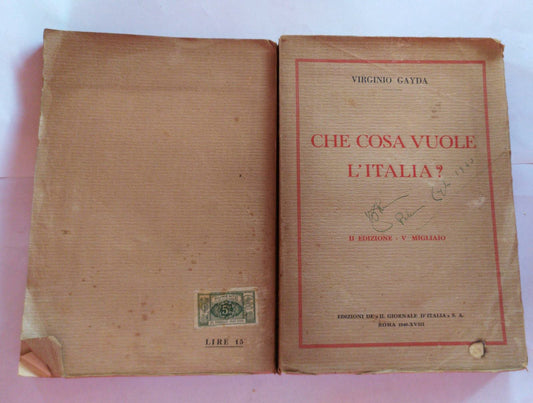 VIRGINIO GAYDA
CHE COSA VUOLE
L'ITALIA?
II EDIZIONE - V MIGLIAIO
EDIZIONI DE "IL GIORNALE D'ITALIA" S. A.
ROMA 1940-XVIII
5
LIRE 15